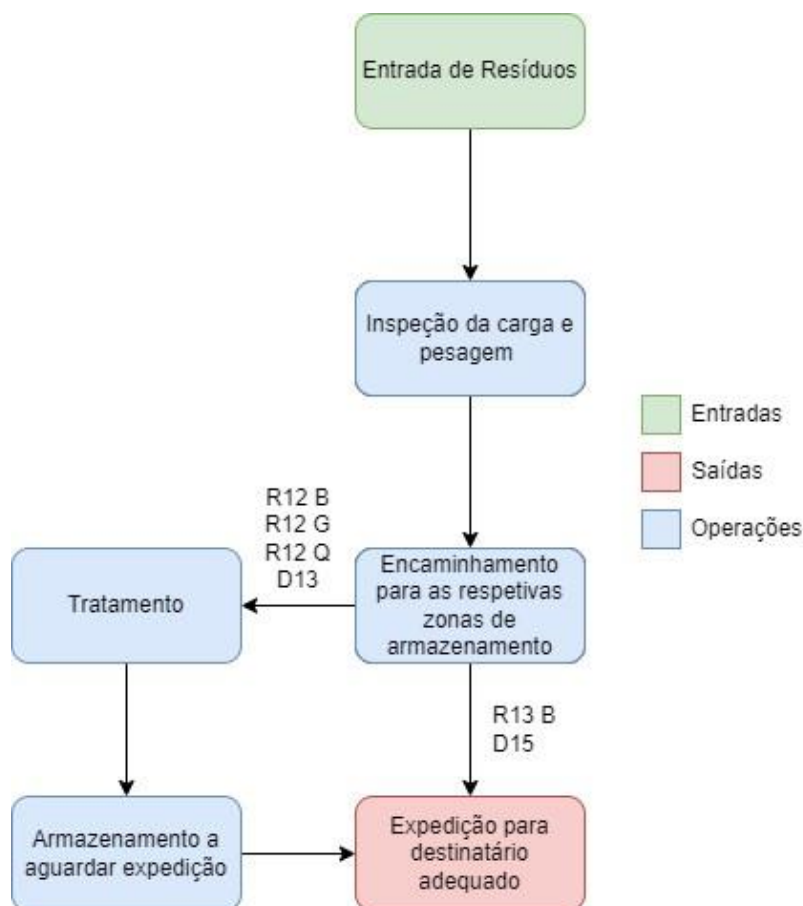 Entrada de Resíduos
Inspeção da carga e
pesagem
Entradas
Saídas
Operações
R12 B
R12 G
R12 Q
D13
Encaminhamento
para as respetivas
zonas de
armazenamento
Tratamento
R13 B
D15
Armazenamento a
aguardar expedição
Expedição para
destinatário
adequado